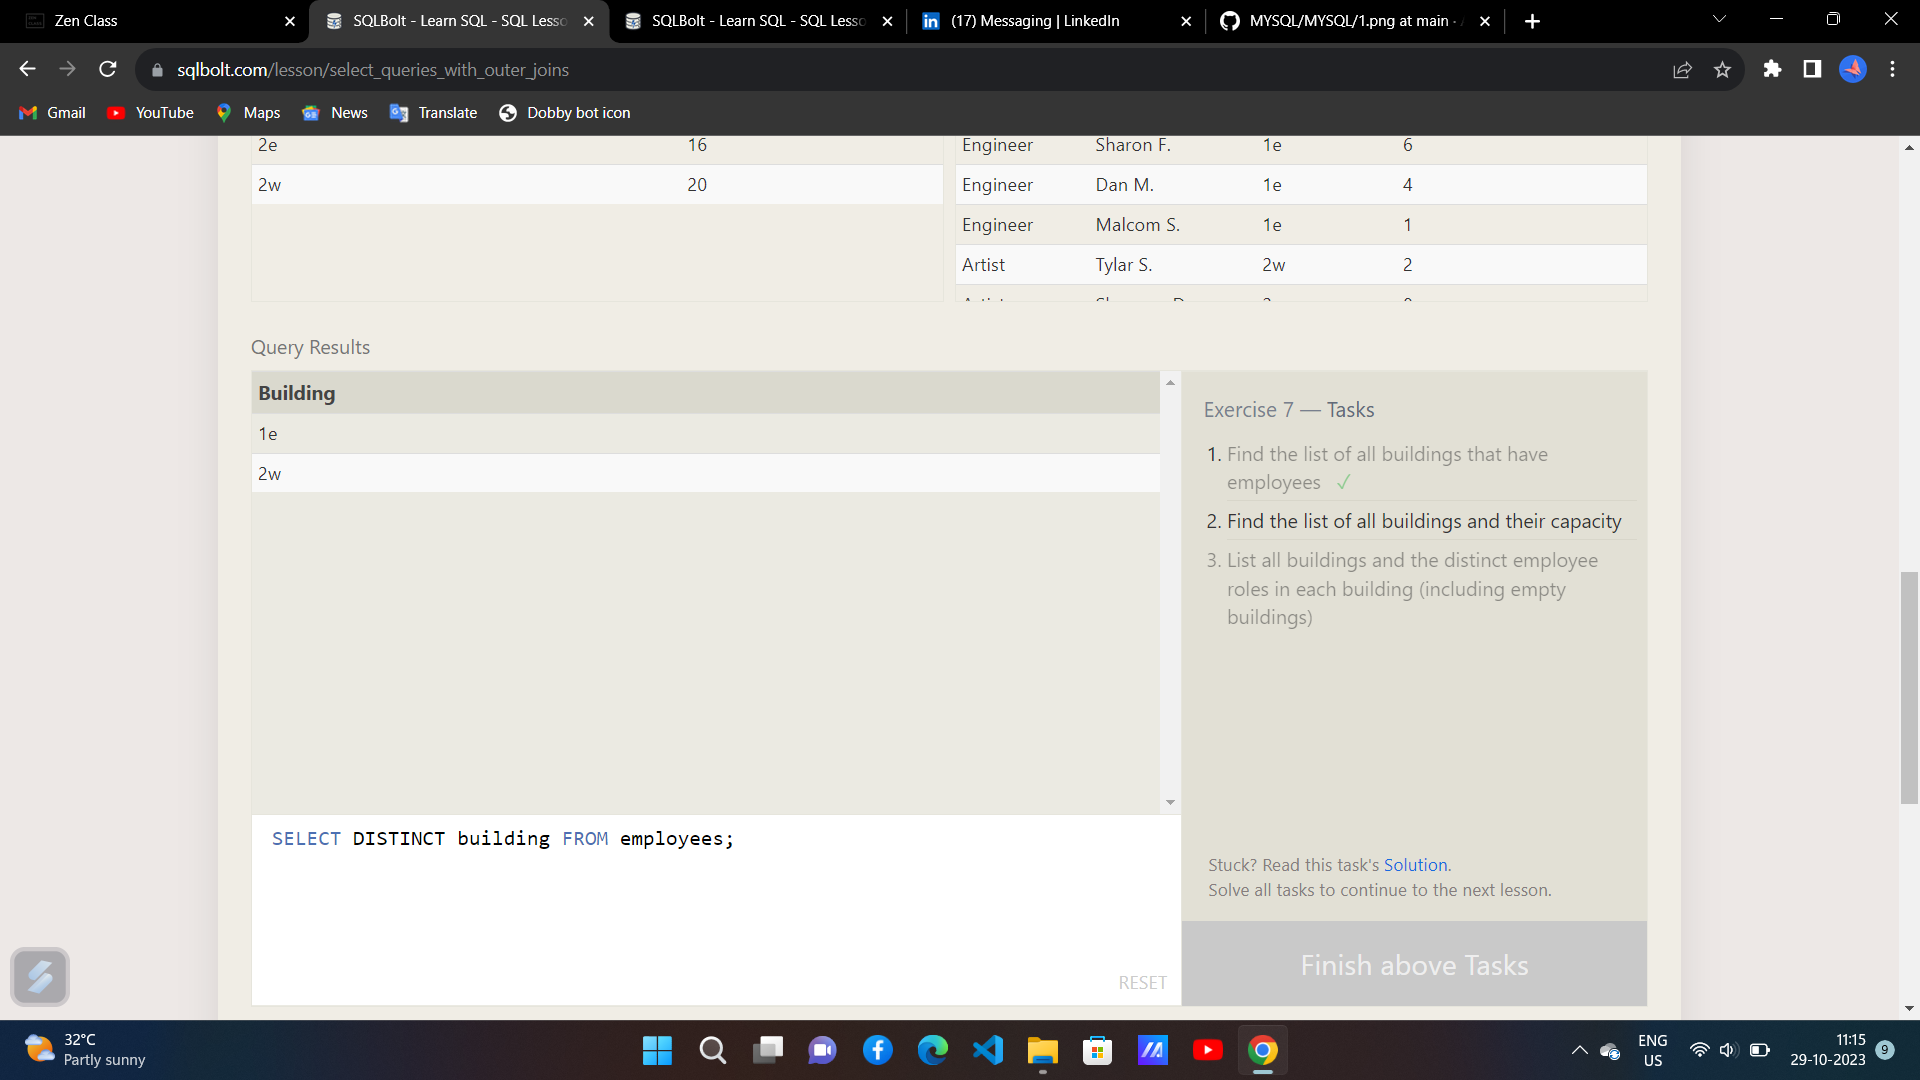 Zen Class
SQLBolt - Learn SQL - SQL Lesso
SQLBolt - Learn SQL - SQL Lesso
(17) Messaging | LinkedIn
MYSQL/MYSQL/1.png at main ·
sqlbolt.com/lesson/select_queries_with_outer_joins
Gmail
YouTube
Maps
News
Translate
Dobby bot icon
2e 16
2w 20
Engineer Sharon F. 1e 6
Engineer Dan M. 1e 4
Engineer Malcom S. 1e 1
Artist Tylar S. 2w 2
Query Results
Building
1e
2w
Exercise 7 — Tasks
1. Find the list of all buildings that have
employees ✓
2. Find the list of all buildings and their capacity
3. List all buildings and the distinct employee
roles in each building (including empty
buildings)
SELECT DISTINCT building FROM employees;
RESET
Stuck? Read this task's Solution.
Solve all tasks to continue to the next lesson.
Finish above Tasks
32°C
Partly sunny
ENG
US
11:15
29-10-2023
9